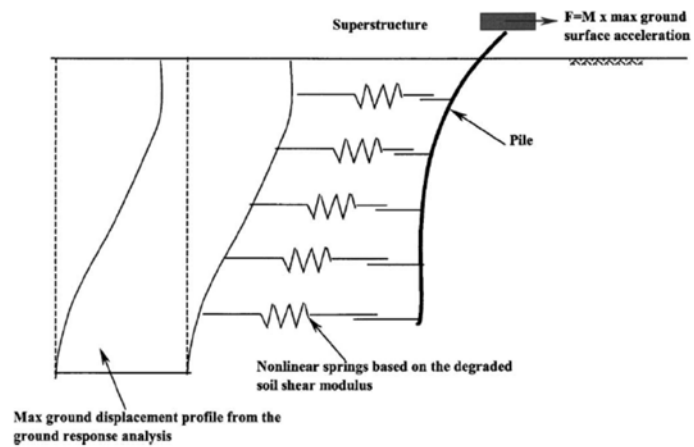 Superstructure
F=M x max ground
surface acceleration
Pile
Nonlinear springs based on the degraded
soil shear modulus
Max ground displacement profile from the
ground response analysis